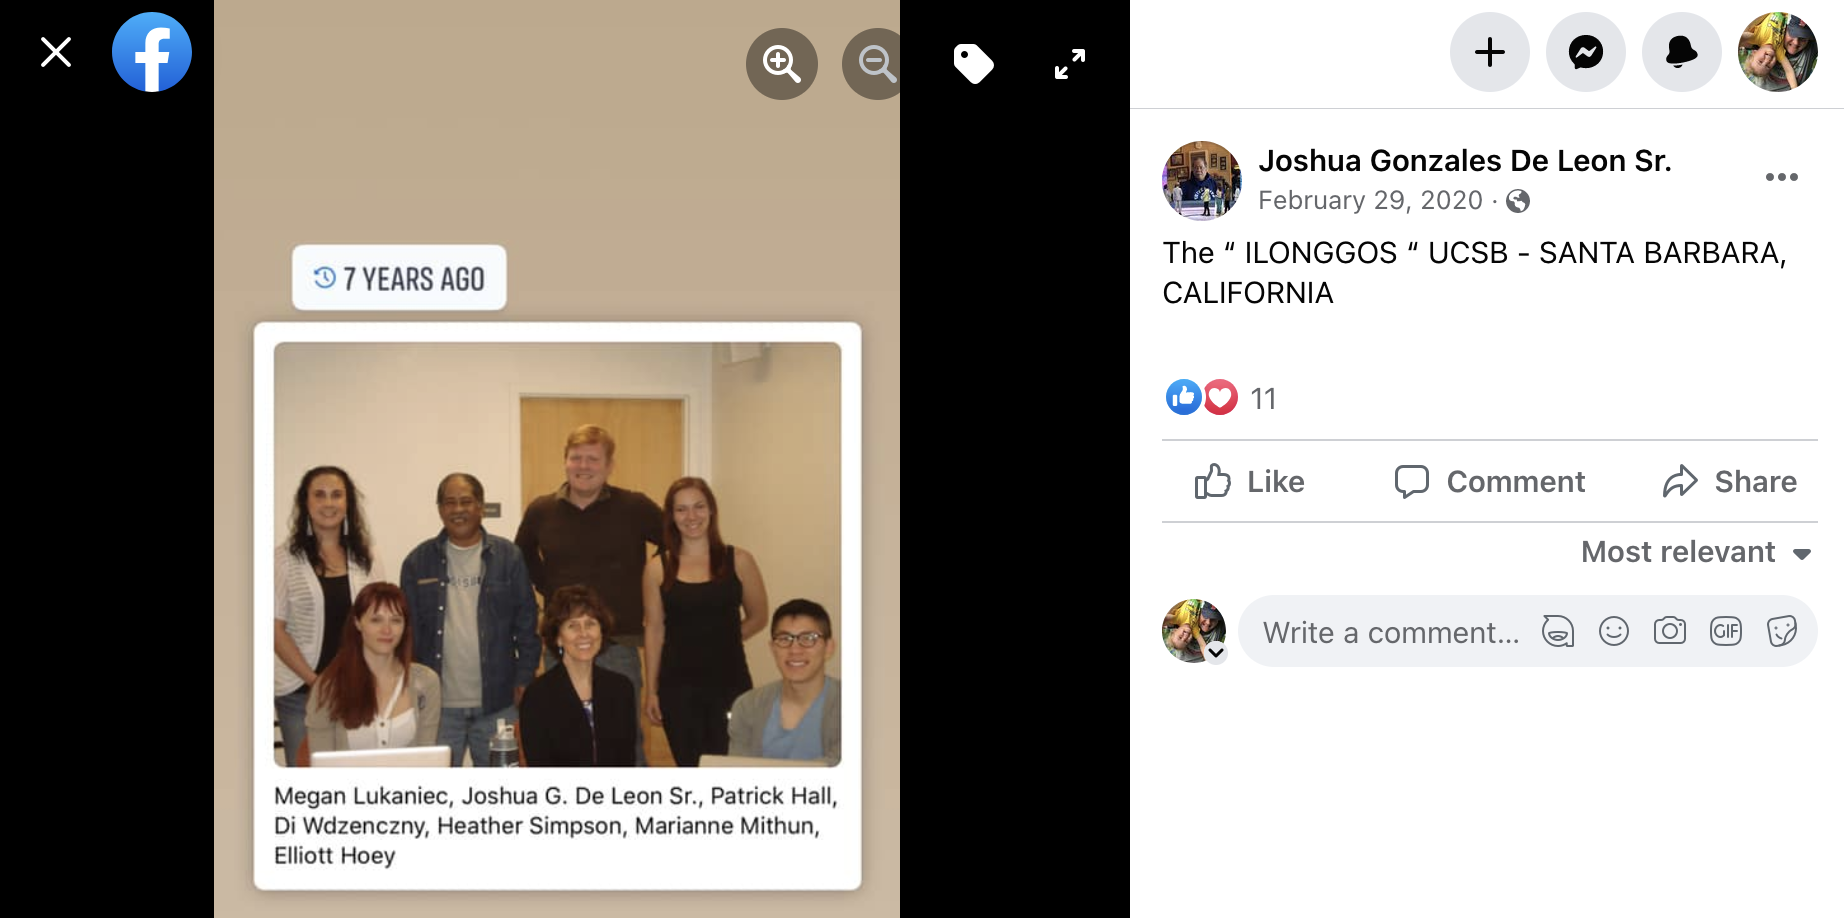 7 YEARS AGO
Megan Lukaniec, Joshua G. De Leon Sr., Patrick Hall,
Di Wdzenczny, Heather Simpson, Marianne Mithun,
Elliott Hoey
Joshua Gonzales De Leon Sr.
February 29, 2020 ·
The “ ILONGGOS “ UCSB - SANTA BARBARA,
CALIFORNIA
11
Like Comment Share
Most relevant
Write a comment...
GIF